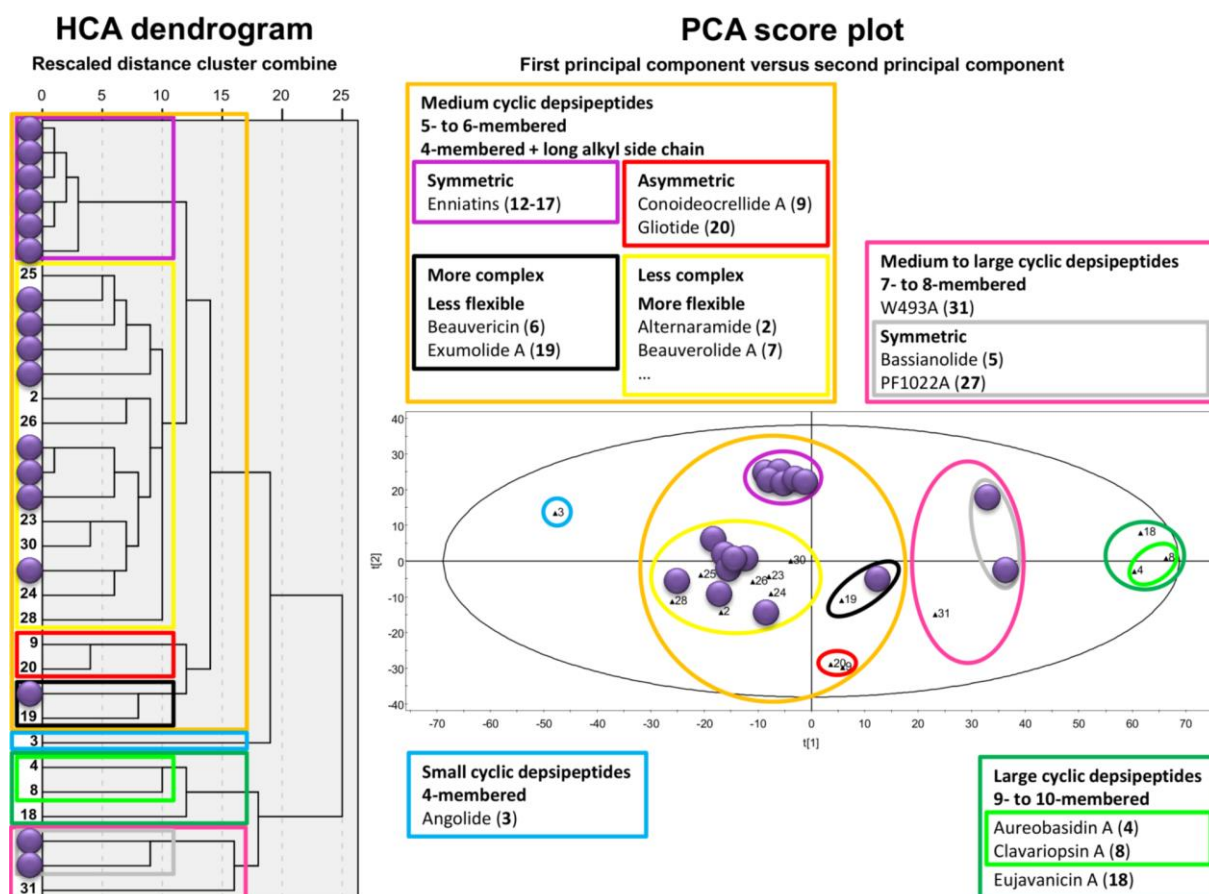 HCA dendrogram
Rescaled distance cluster combine
0 5 10 15 20 25
25
2
26
23
30
24
28
9
20
19
3
4
8
18
31
PCA score plot
First principal component versus second principal component
Medium cyclic depsipeptides
5- to 6-membered
4-membered + long alkyl side chain
Symmetric
Enniatins (12-17)
Asymmetric
Conoideocrellide A (9)
Gliotide (20)
More complex
Less flexible
Beauvericin (6)
Exumolide A (19)
Less complex
More flexible
Alternaramide (2)
Beauverolide A (7)
...
Medium to large cyclic depsipeptides
7- to 8-membered
W493A (31)
Symmetric
Bassianolide (5)
PF1022A (27)
40
30
20
10
0
-10
-20
-30
-40
t[2]
3
25
28
2
26
30
23
24
19
20
9
31
18
8
4
-70 -60 -50 -40 -30 -20 -10 0 10 20 30 40 50 60 70
t[1]
Small cyclic depsipeptides
4-membered
Angolide (3)
Large cyclic depsipeptides
9- to 10-membered
Aureobasidin A (4)
Clavariopsin A (8)
Eujavanicin A (18)